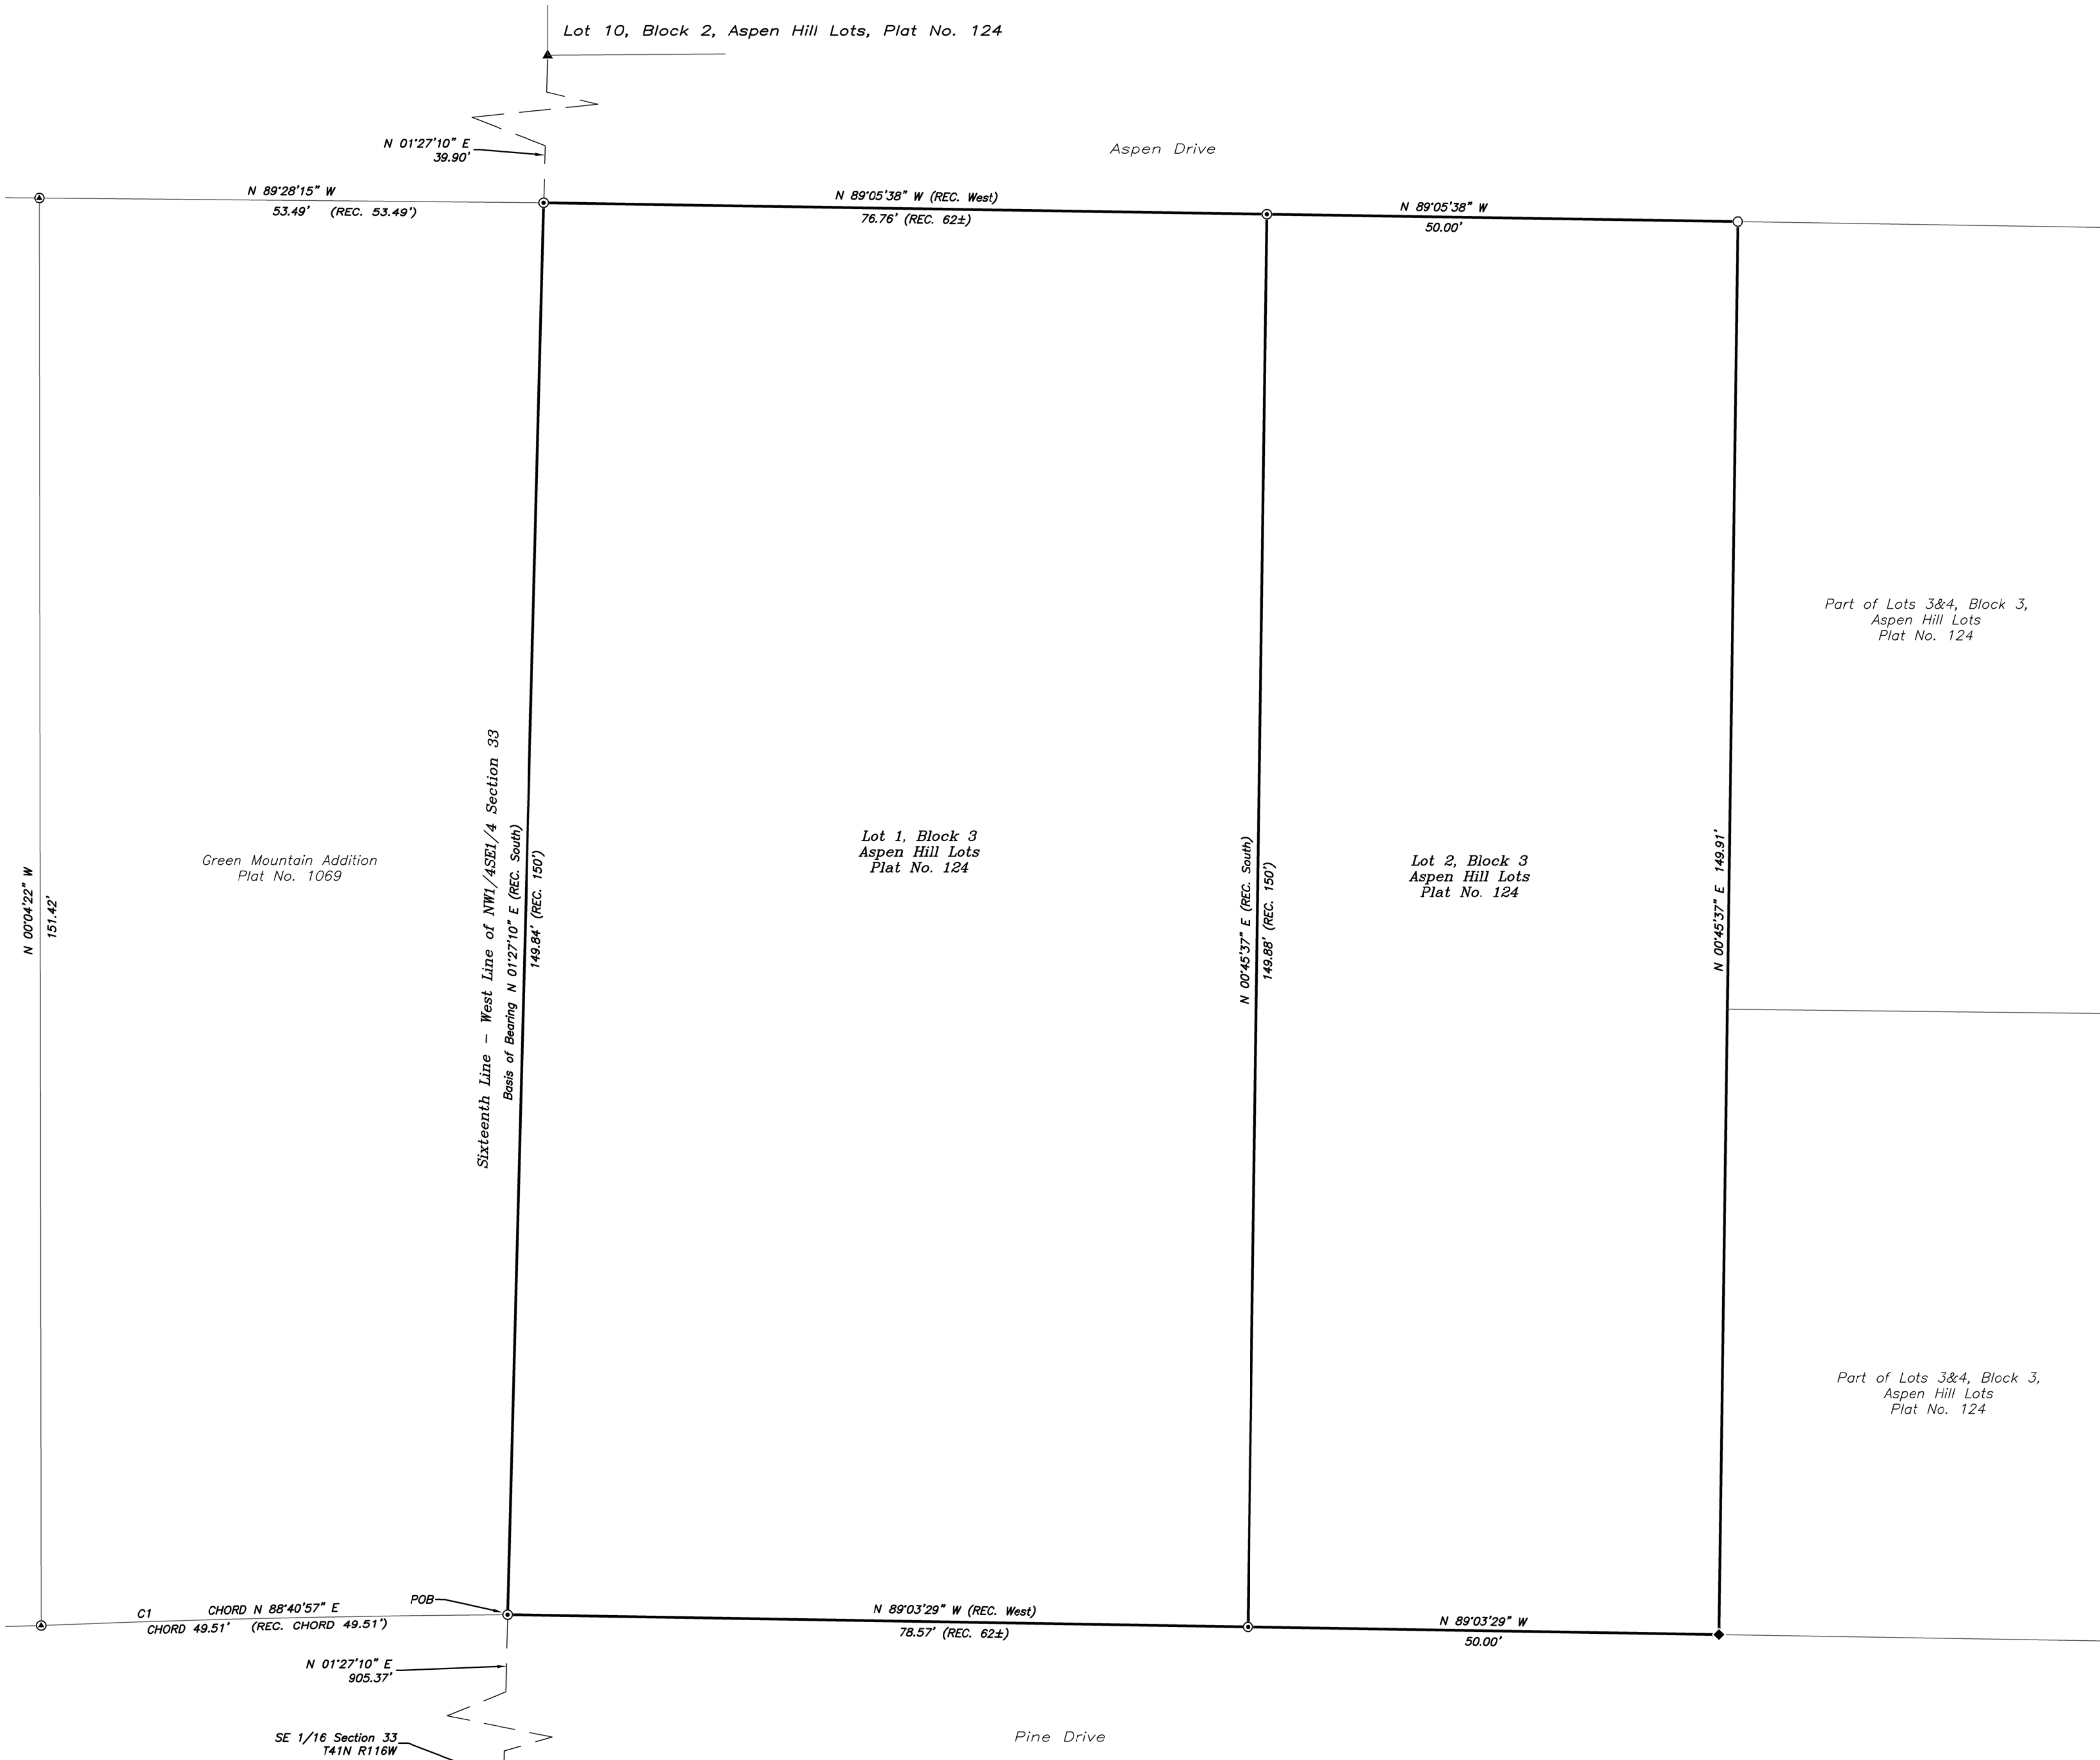 Lot 10, Block 2, Aspen Hill Lots, Plat No. 124
N 01°27'10" E
39.90'
Aspen Drive
N 89°28'15" W
53.49' (REC. 53.49')
N 89°05'38" W (REC. West)
76.76' (REC. 62±)
N 89°05'38" W
50.00'
Part of Lots 3&4, Block 3,
Aspen Hill Lots
Plat No. 124
N 00°04'22" W
151.42'
Green Mountain Addition
Plat No. 1069
Sixteenth Line - West Line of NW1/4SE1/4 Section 33
Basis of Bearing N 01°27'10" E (REC. South)
149.84' (REC. 150')
Lot 1, Block 3
Aspen Hill Lots
Plat No. 124
N 00°45'37" E (REC. South)
149.88' (REC. 150')
Lot 2, Block 3
Aspen Hill Lots
Plat No. 124
N 00°45'37" E 149.91'
Part of Lots 3&4, Block 3,
Aspen Hill Lots
Plat No. 124
POB
C1 CHORD N 88°40'57" E
CHORD 49.51' (REC. CHORD 49.51')
N 89°03'29" W (REC. West)
78.57' (REC. 62±)
N 89°03'29" W
50.00'
N 01°27'10" E
905.37'
SE 1/16 Section 33
T41N R116W
Pine Drive